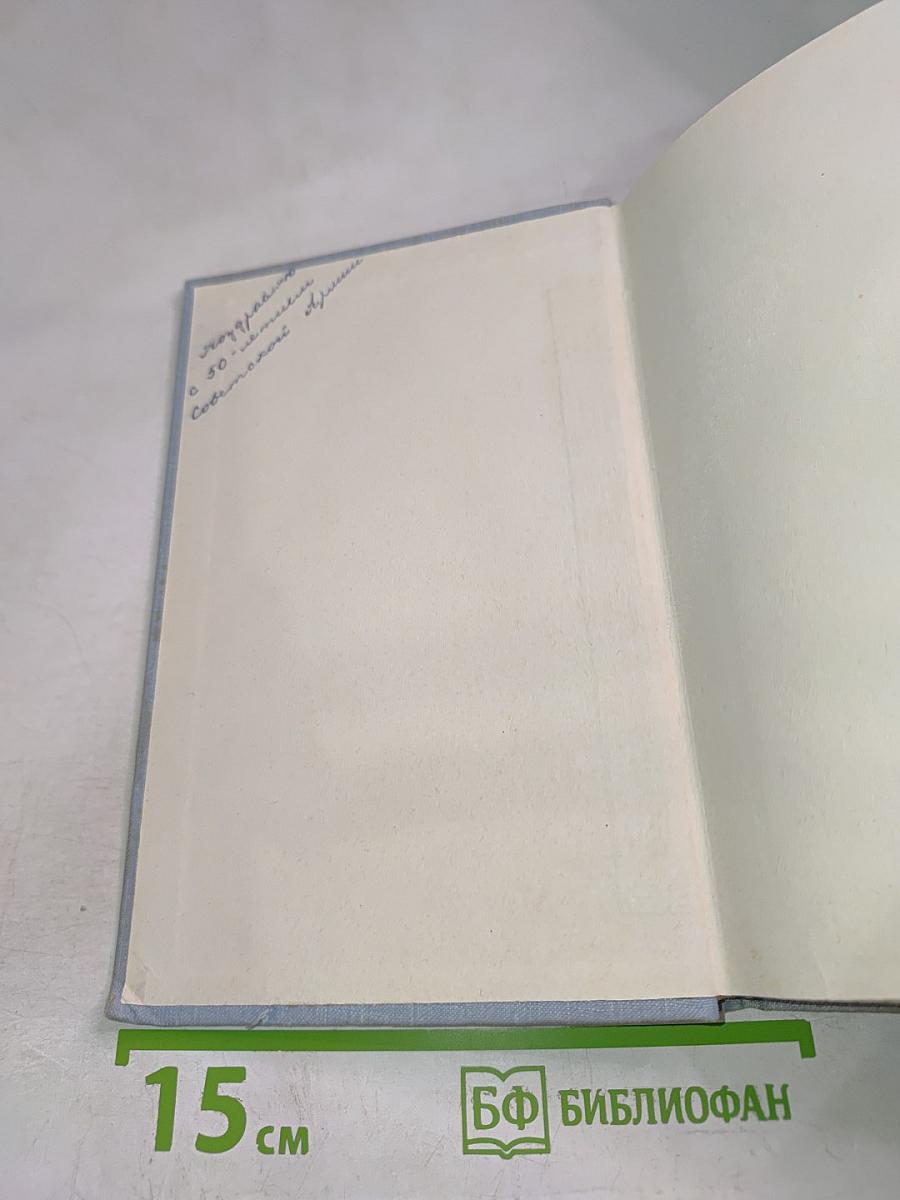 Поздравляю
с 50-летием
Советской Армии
15 см
БФ БИБЛИОФАН